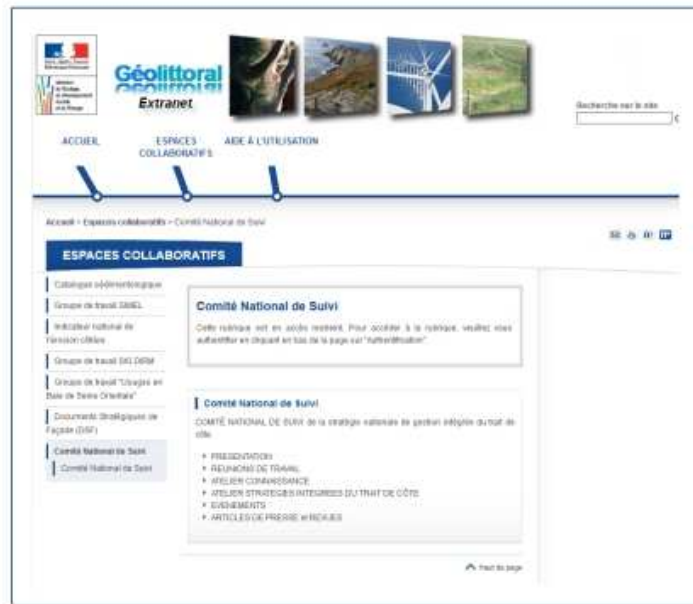 Géolittoral
Extranet
Recherche sur le site
ACCUEIL
ESPACES
COLLABORATIFS
AIDE À L'UTILISATION
Accueil > Espaces collaboratifs > Comité National de Suivi
ESPACES COLLABORATIFS
Catalogue sédimentologique
Groupe de travail
Indicateur national de
l'érosion côtière
Groupe de travail
Groupe de travail "Usages en
Baie de Seine Orientale"
Documents Stratégiques de
Façade (DSF)
Comité National de Suivi
Comité National de Suivi
Comité National de Suivi
Cette rubrique est en accès restreint. Pour accéder à la rubrique, veuillez vous
authentifier en cliquant en bas de la page sur "authentification".
Comité National de Suivi
COMITÉ NATIONAL DE SUIVI de la stratégie nationale de gestion intégrée du trait de
côte.
PRESENTATION
REUNIONS DE TRAVAIL
ATELIER CONNAISSANCE
ATELIER STRATEGIES INTEGREES DU TRAIT DE CÔTE
EVENEMENTS
ARTICLES DE PRESSE et REVUES
Haut de page